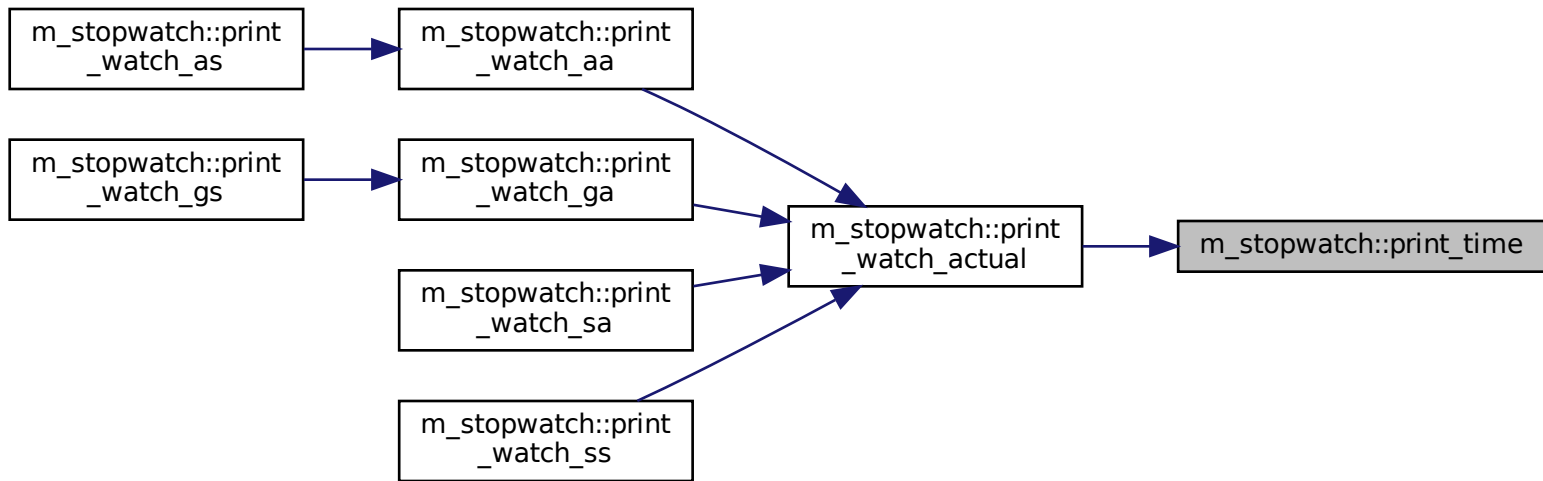 m_stopwatch::print
_watch_as
m_stopwatch::print
_watch_aa
m_stopwatch::print
_watch_gs
m_stopwatch::print
_watch_ga
m_stopwatch::print
_watch_actual
m_stopwatch::print_time
m_stopwatch::print
_watch_sa
m_stopwatch::print
_watch_ss